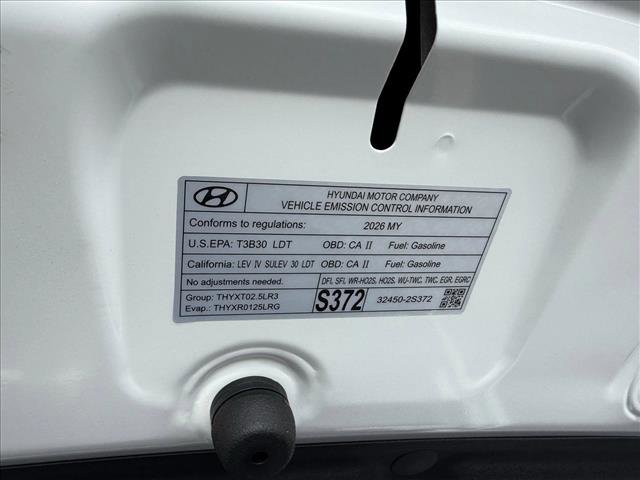 HYUNDAI MOTOR COMPANY
VEHICLE EMISSION CONTROL INFORMATION
Conforms to regulations: 2026 MY
U.S.EPA: T3B30 LDT OBD: CA II Fuel: Gasoline
California: LEV IV SULEV 30 LDT OBD: CA II Fuel: Gasoline
No adjustments needed. DFI, SFI, WR-HO2S, HO2S, WU-TWC, TWC, EGR, EGRC
Group: THYXT02.5LR3
Evap.: THYXR0125LRG
S372 32450-2S372